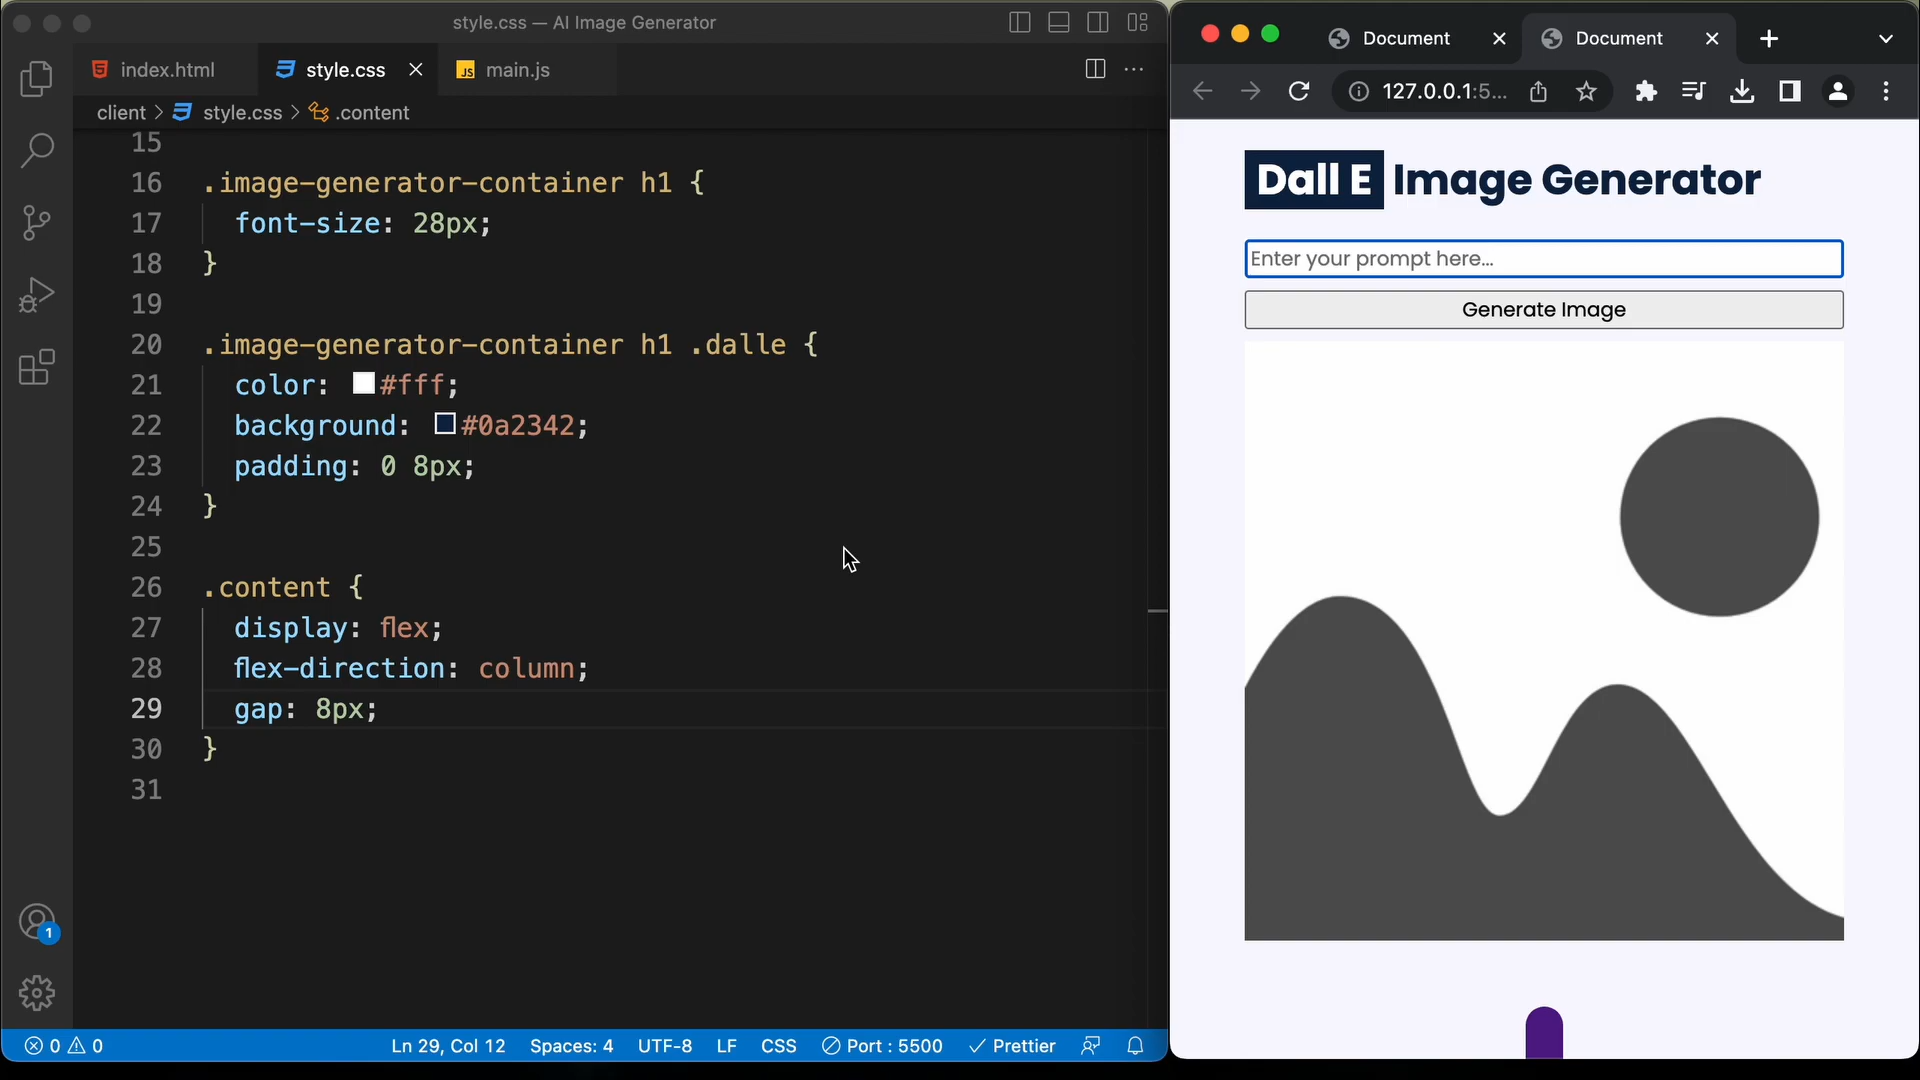 style.css — AI Image Generator
index.html
style.css
main.js
client > style.css > .content
15
16 .image-generator-container h1 {
17 font-size: 28px;
18 }
19
20 .image-generator-container h1 .dalle {
21 color: #fff;
22 background: #0a2342;
23 padding: 0 8px;
24 }
25
26 .content {
27 display: flex;
28 flex-direction: column;
29 gap: 8px;
30 }
31
1
0 0 Ln 29, Col 12 Spaces: 4 UTF-8 LF CSS Port : 5500 Prettier
Document
Document
127.0.0.1:5...
Dall E Image Generator
Enter your prompt here...
Generate Image